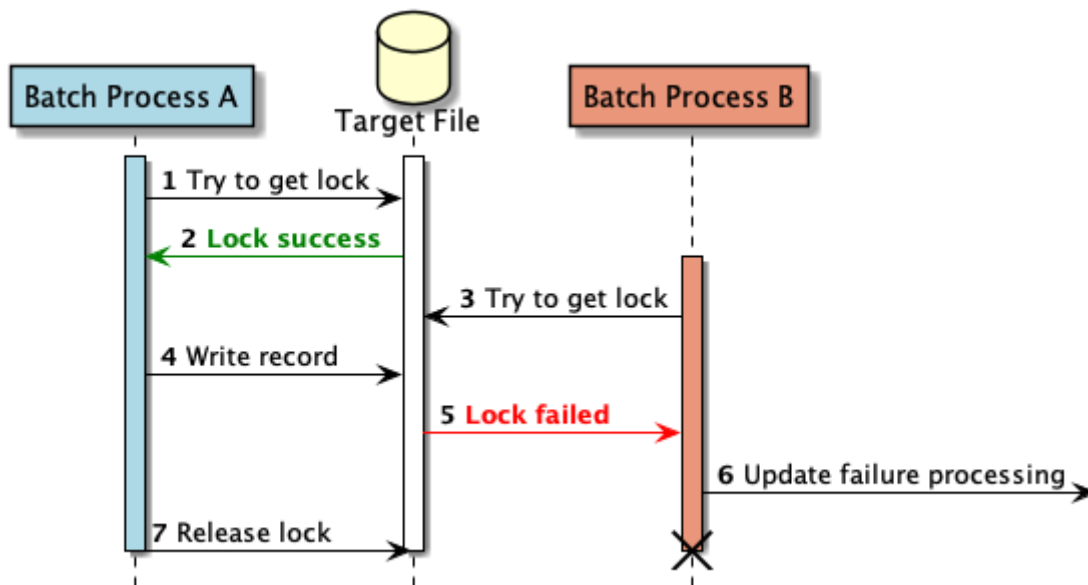 Batch Process A
Target File
Batch Process B
1 Try to get lock
2 Lock success
3 Try to get lock
4 Write record
5 Lock failed
6 Update failure processing
7 Release lock